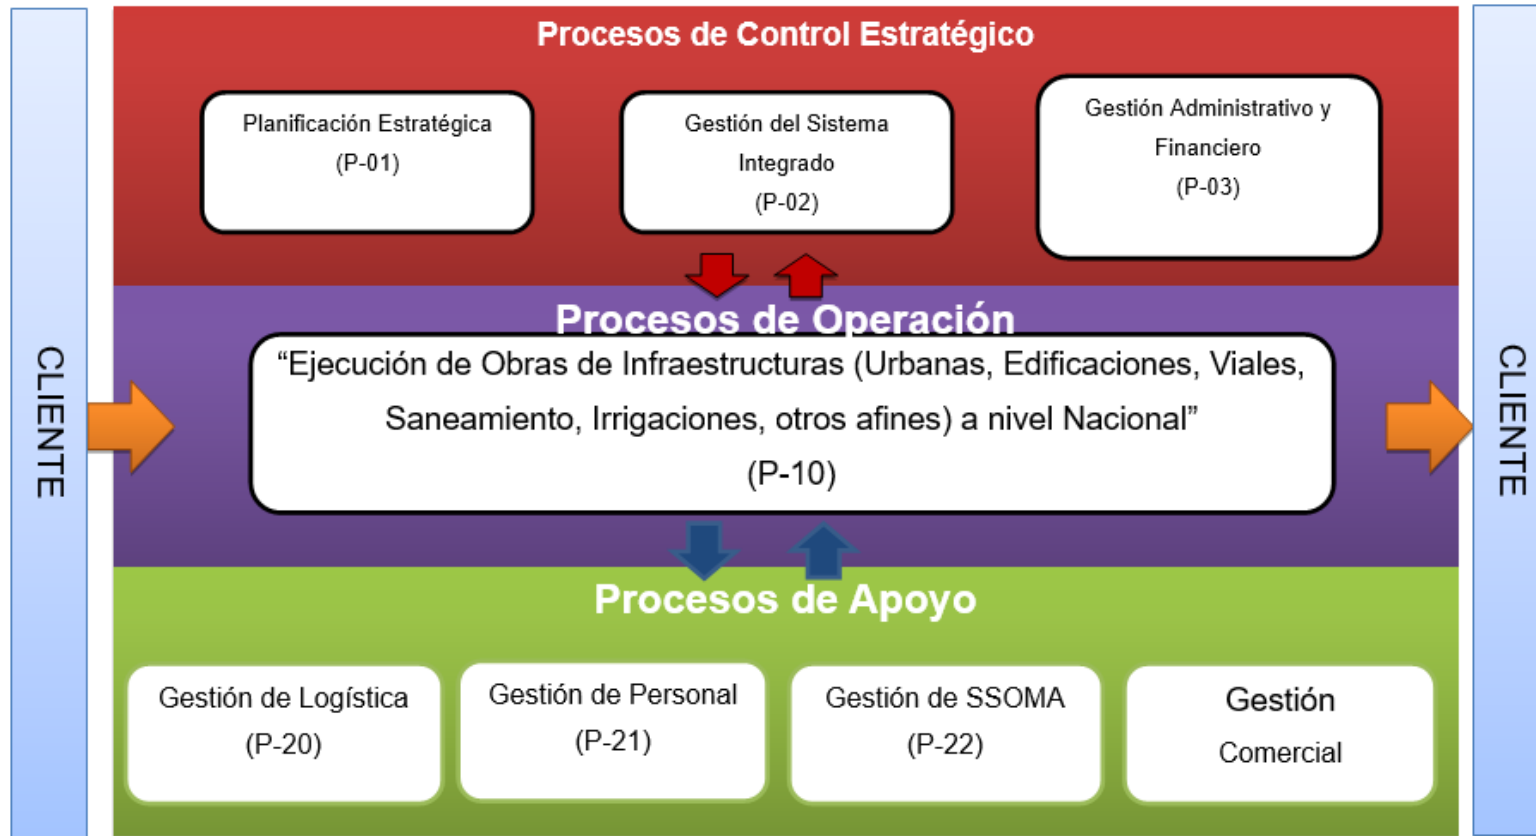 CLIENTE
Procesos de Control Estratégico
Planificación Estratégica
(P-01)
Gestión del Sistema
Integrado
(P-02)
Gestión Administrativo y
Financiero
(P-03)
Procesos de Operación
“Ejecución de Obras de Infraestructuras (Urbanas, Edificaciones, Viales,
Saneamiento, Irrigaciones, otros afines) a nivel Nacional”
(P-10)
Procesos de Apoyo
Gestión de Logística
(P-20)
Gestión de Personal
(P-21)
Gestión de SSOMA
(P-22)
Gestión
Comercial
CLIENTE